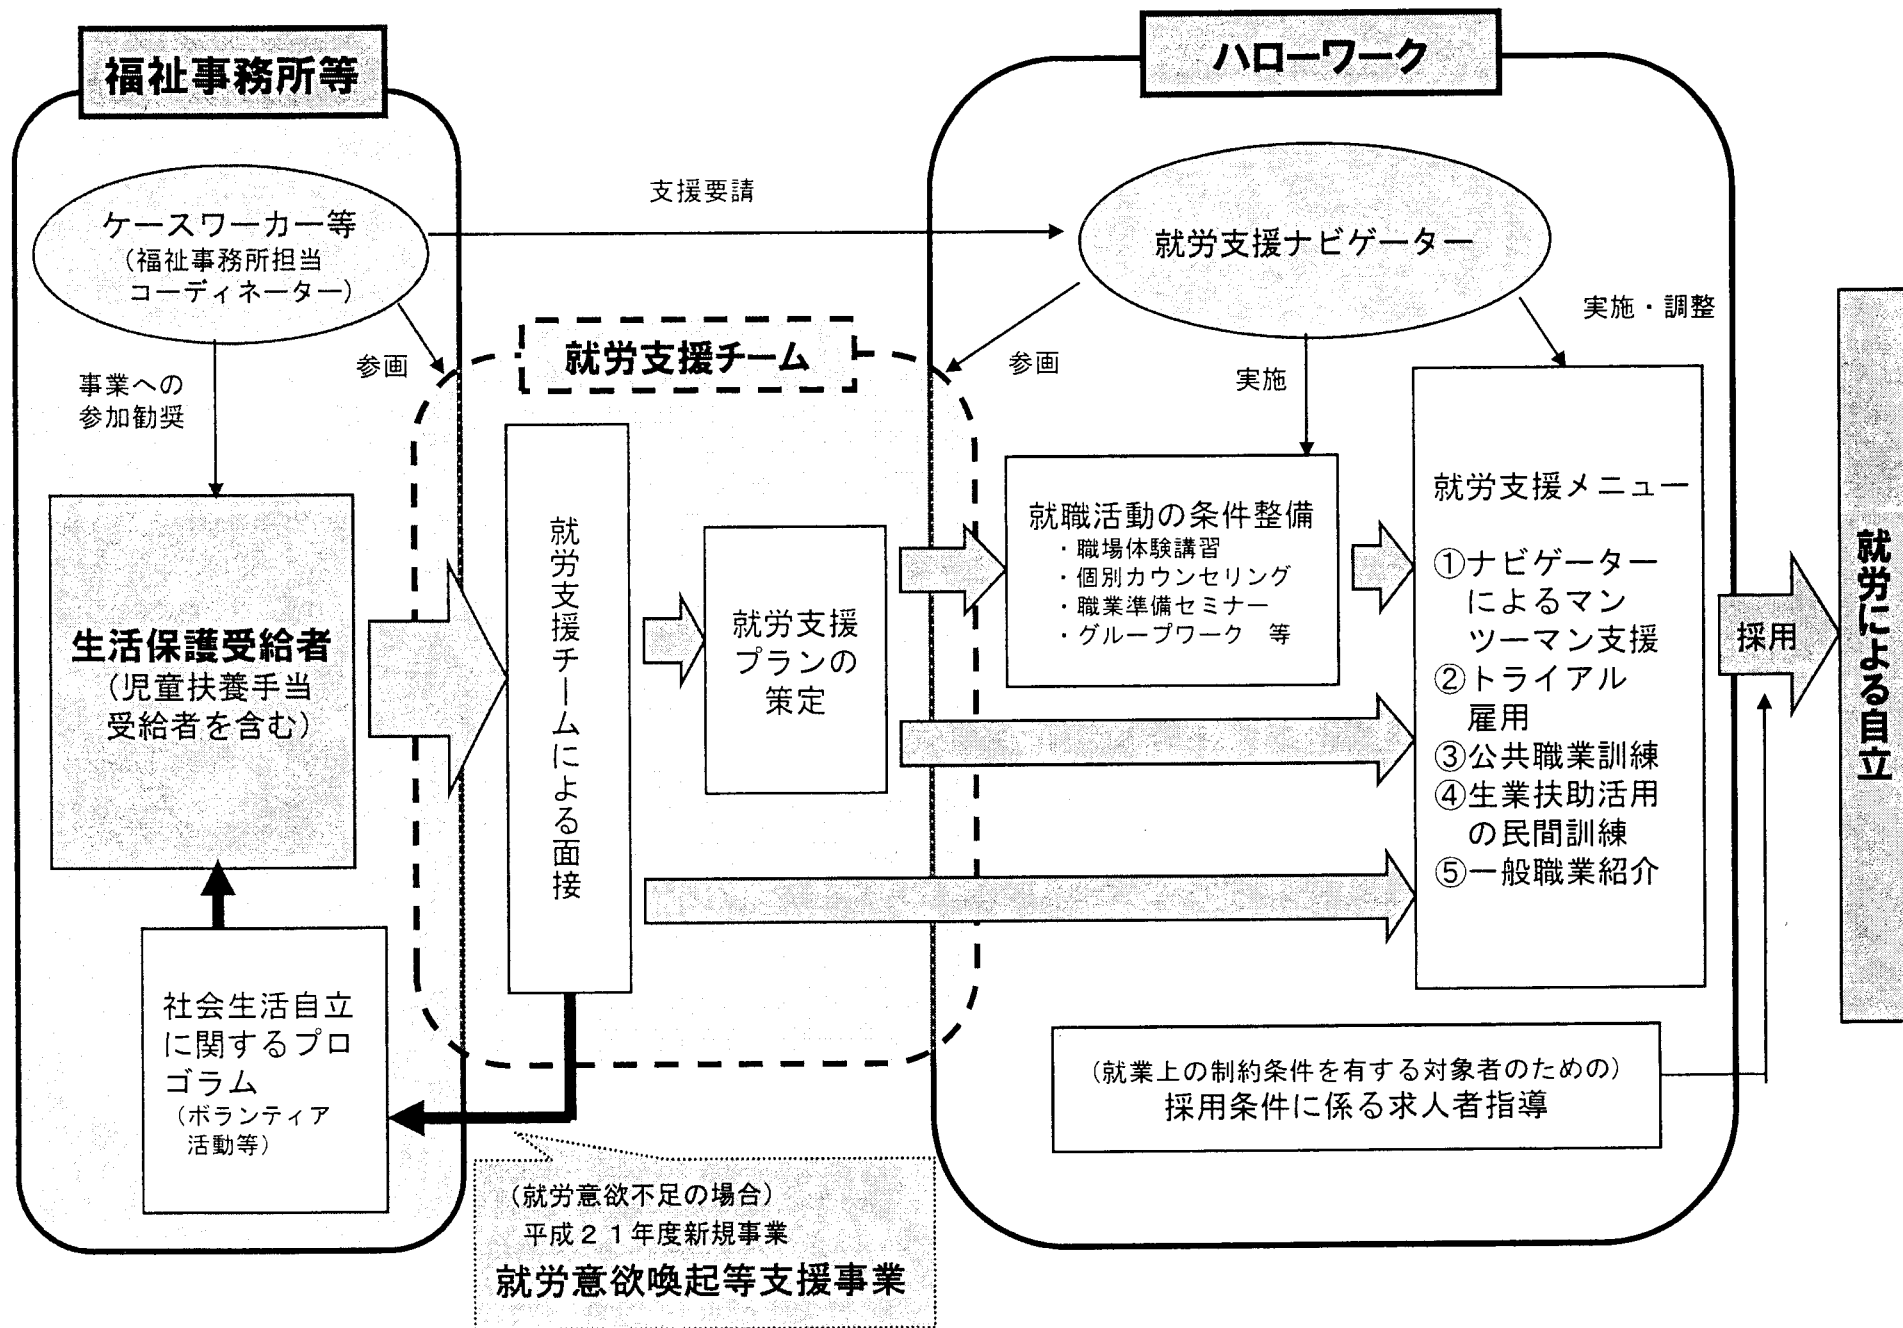 福祉事務所等
ハローワーク
ケースワーカー等
(福祉事務所担当
コーディネーター)
支援要請
就労支援ナビゲーター
実施・調整
事業への
参加勧奨
参画
就労支援チーム
参画
実施
生活保護受給者
(児童扶養手当
受給者を含む)
就労支援チームによる面接
就労支援
プランの
策定
就職活動の条件整備
・職場体験講習
・個別カウンセリング
・職業準備セミナー
・グループワーク　等
就労支援メニュー
①ナビゲーター
によるマン
ツーマン支援
②トライアル
雇用
③公共職業訓練
④生業扶助活用
の民間訓練
⑤一般職業紹介
採用
就労による自立
社会生活自立
に関するプロ
ゴラム
(ボランティア
活動等)
(就業上の制約条件を有する対象者のための)
採用条件に係る求人者指導
(就労意欲不足の場合)
平成２１年度新規事業
就労意欲喚起等支援事業